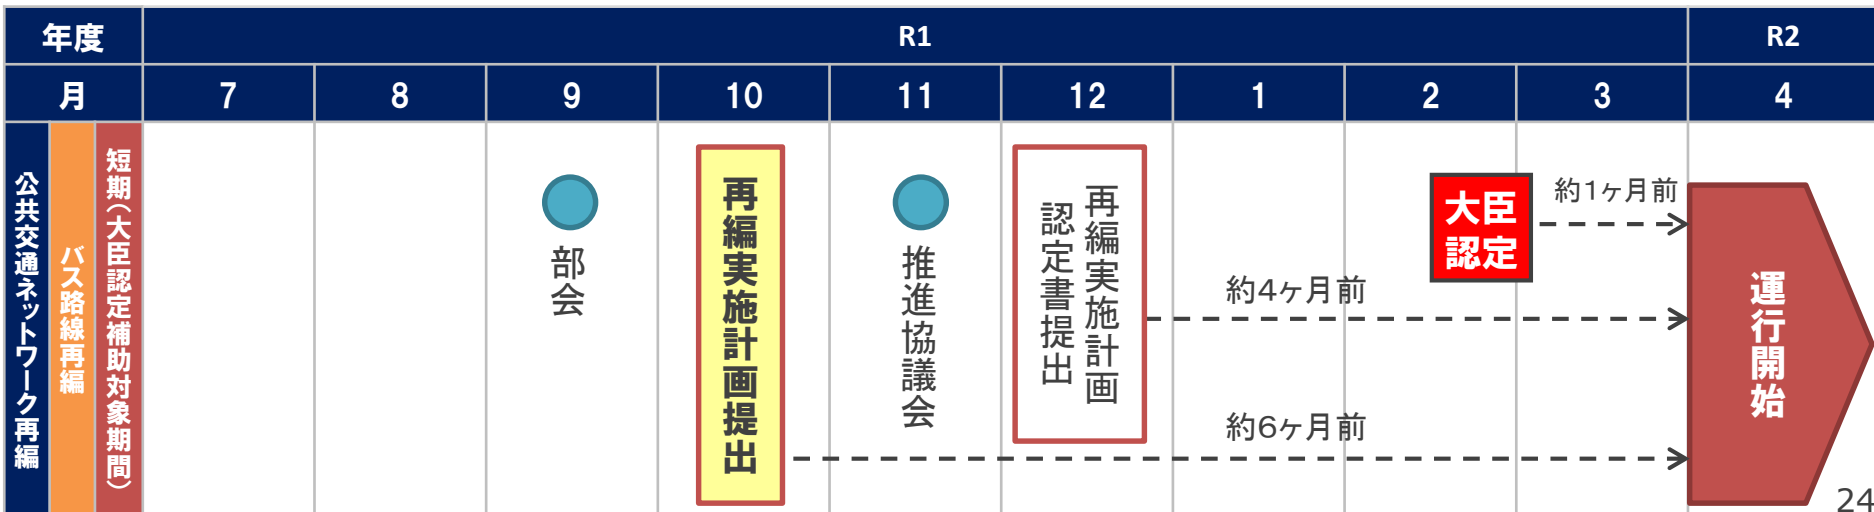 年度
R1
R2
月
7
8
9
10
11
12
1
2
3
4
公共交通ネットワーク再編
バス路線再編
短期(大臣認定補助対象期間)
部会
再編実施計画提出
推進協議会
再編実施計画
認定書提出
大臣
認定
約1ヶ月前
約4ヶ月前
約6ヶ月前
運行開始
24